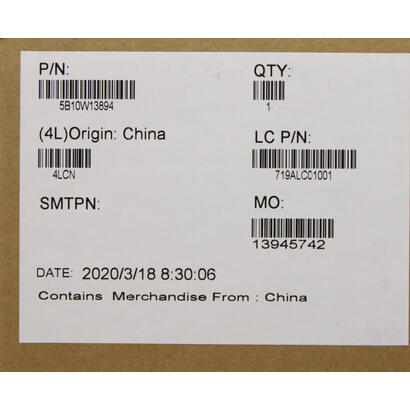 P/N:
5B10W13894
QTY:
1
(4L)Origin: China
4LCN
LC P/N:
719ALC01001
SMTPN:
MO:
13945742
DATE: 2020/3/18 8:30:06
Contains Merchandise From : China